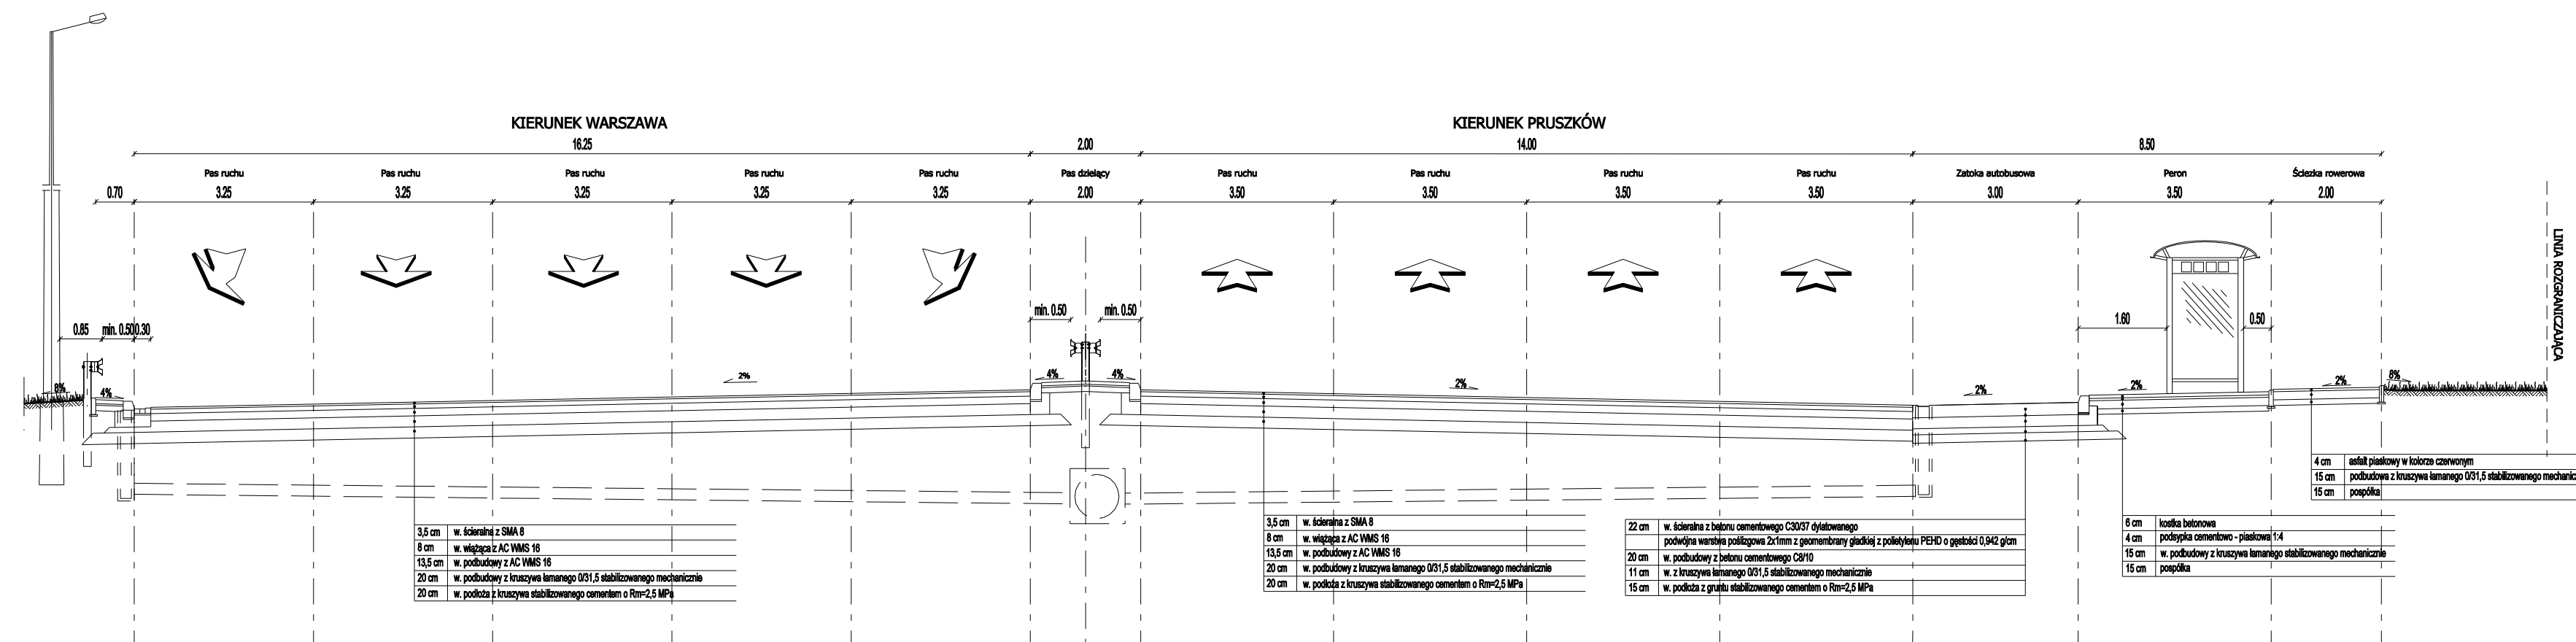 KIERUNEK WARSZAWA
KIERUNEK PRUSZKÓW
16.25
2.00
14.00
8.50
Pas ruchu
Pas ruchu
Pas ruchu
Pas ruchu
Pas ruchu
Pas dzielący
Pas ruchu
Pas ruchu
Pas ruchu
Pas ruchu
Zatoka autobusowa
Peron
Ściezka rowerowa
0.70
3.25
3.25
3.25
3.25
3.25
2.00
3.50
3.50
3.50
3.50
3.00
3.50
2.00
LINIA ROZGRANICZAJĄCA
0.85
min. 0.50
0.30
min. 0.50
min. 0.50
1.60
0.50
8%
4%
2%
4%
4%
2%
2%
2%
2%
8%
3,5 cm w. ścieralna z SMA 8
8 cm w. wiążąca z AC WMS 16
13,5 cm w. podbudowy z AC WMS 16
20 cm w. podbudowy z kruszywa łamanego 0/31,5 stabilizowanego mechanicznie
20 cm w. podłoża z kruszywa stabilizowanego cementem o Rm=2,5 MPa
3,5 cm w. ścieralna z SMA 8
8 cm w. wiążąca z AC WMS 16
13,5 cm w. podbudowy z AC WMS 16
20 cm w. podbudowy z kruszywa łamanego 0/31,5 stabilizowanego mechanicznie
20 cm w. podłoża z kruszywa stabilizowanego cementem o Rm=2,5 MPa
22 cm w. ścieralna z betonu cementowego C30/37 dylatowanego
podwójna warstwa poślizgowa 2x1mm z geomembrany gładkiej z polietylenu PEHD o gęstości 0,942 g/cm
20 cm w. podbudowy z betonu cementowego C8/10
11 cm w. z kruszywa łamanego 0/31,5 stabilizowanego mechanicznie
15 cm w. podłoża z gruntu stabilizowanego cementem o Rm=2,5 MPa
6 cm kostka betonowa
4 cm podsypka cementowo - piaskowa 1:4
15 cm w. podbudowy z kruszywa łamanego stabilizowanego mechanicznie
15 cm pospółka
4 cm asfalt piaskowy w kolorze czerwonym
15 cm podbudowa z kruszywa łamanego 0/31,5 stabilizowanego mechanicz
15 cm pospółka